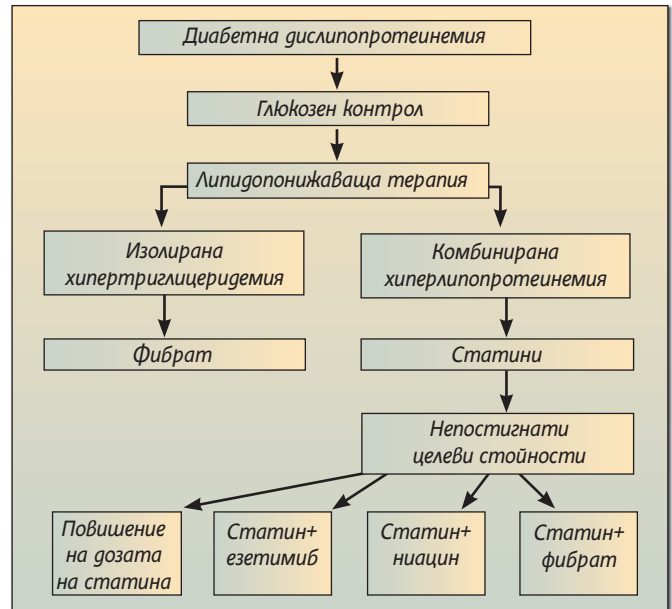 Диабетна дислипопротеинемия
Глюкозен контрол
Липидопонижаваща терапия
Изолирана
хипертриглицеридемия
Комбинирана
хиперлипопротеинемия
Фибрат
Статини
Непостигнати
целеви стойности
Повишение
на дозата
на статина
Статин+
езетимиб
Статин+
ниацин
Статин+
фибрат